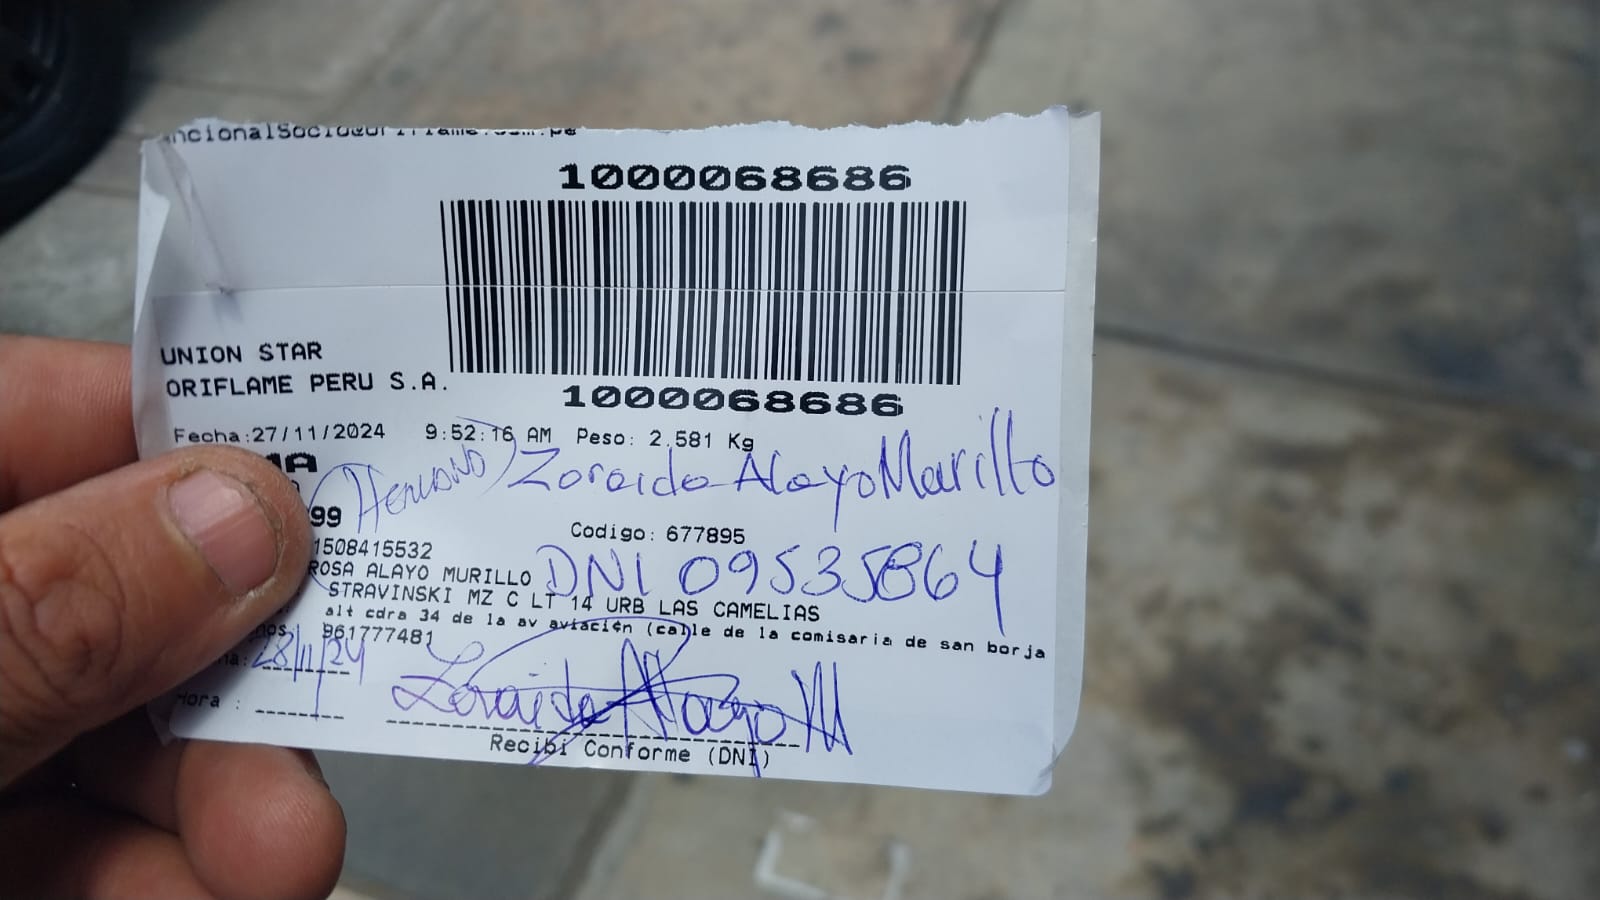 1000068686
UNION STAR
ORIFLAME PERU S.A.
1000068686
Fecha:27/11/2024 9:52:16 AM Peso: 2.581 Kg
(Hermano) Zoraida Alayo Murillo
99
Codigo: 677895
1508415532
DNI 09535864
ROSA ALAYO MURILLO
STRAVINSKI MZ C LT 14 URB LAS CAMELIAS
alt cdra 34 de la av aviaci¢n (calle de la comisaria de san borja
961777481
28/11/24
Hora :
Zoraida Alayo M
Recibi Conforme (DNI)